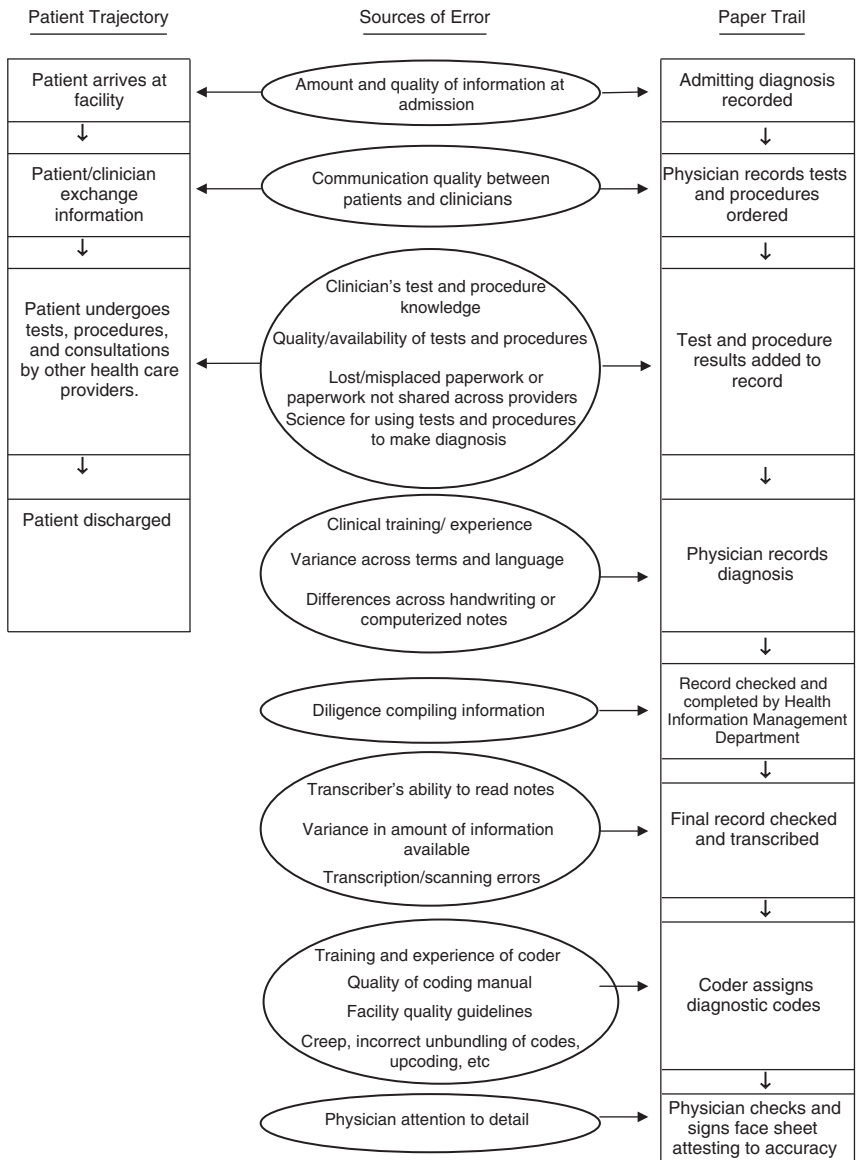 Patient Trajectory
Sources of Error
Paper Trail
Patient arrives at
facility
Amount and quality of information at
admission
Admitting diagnosis
recorded
Patient/clinician
exchange
information
Communication quality between
patients and clinicians
Physician records tests
and procedures
ordered
Patient undergoes
tests, procedures,
and consultations
by other health care
providers.
Clinician's test and procedure
knowledge
Quality/availability of tests and procedures
Lost/misplaced paperwork or
paperwork not shared across providers
Science for using tests and procedures
to make diagnosis
Test and procedure
results added to
record
Patient discharged
Clinical training/ experience
Variance across terms and language
Differences across handwriting or
computerized notes
Physician records
diagnosis
Diligence compiling information
Record checked and
completed by Health
Information Management
Department
Transcriber's ability to read notes
Variance in amount of information
available
Transcription/scanning errors
Final record checked
and transcribed
Training and experience of coder
Quality of coding manual
Facility quality guidelines
Creep, incorrect unbundling of codes,
upcoding, etc
Coder assigns
diagnostic codes
Physician attention to detail
Physician checks and
signs face sheet
attesting to accuracy